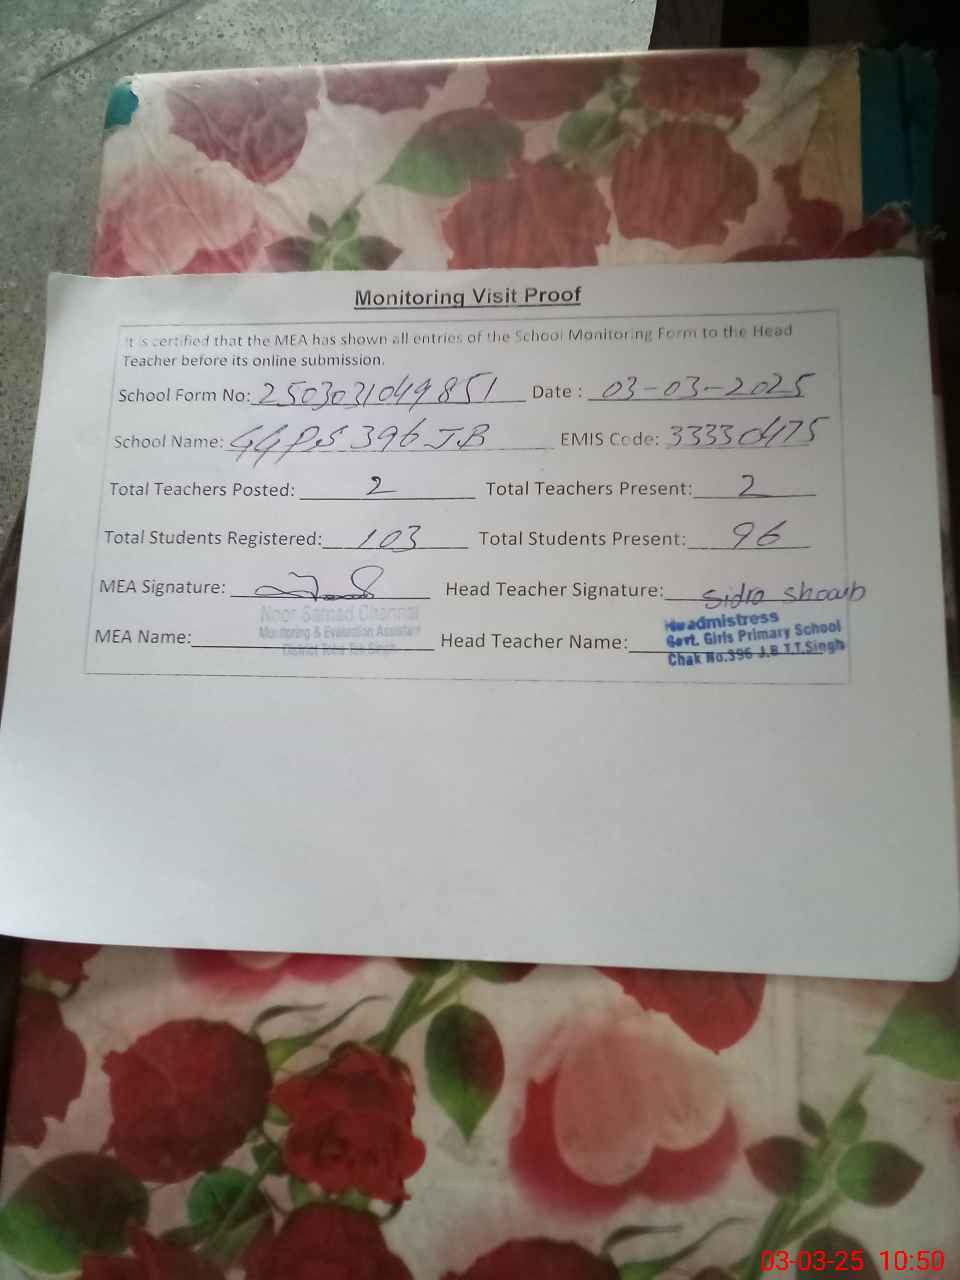 Monitoring Visit Proof
It is certified that the MEA has shown all entries of the School Monitoring Form to the Head
Teacher before its online submission.
School Form No: 2503031049851 Date : 03-03-2025
School Name: GGPS 396 J.B EMIS Code: 33330475
Total Teachers Posted: 2 Total Teachers Present: 2
Total Students Registered: 103 Total Students Present: 96
MEA Signature: Head Teacher Signature: Sidra Shoaib
MEA Name: Noor Samad Head Teacher Name: Headmistress
Monitoring & Evaluation Assistant Govt. Girls Primary School
District Toba Tek Singh Chak No.396 J.B T.T.Singh
03-03-25 10:50